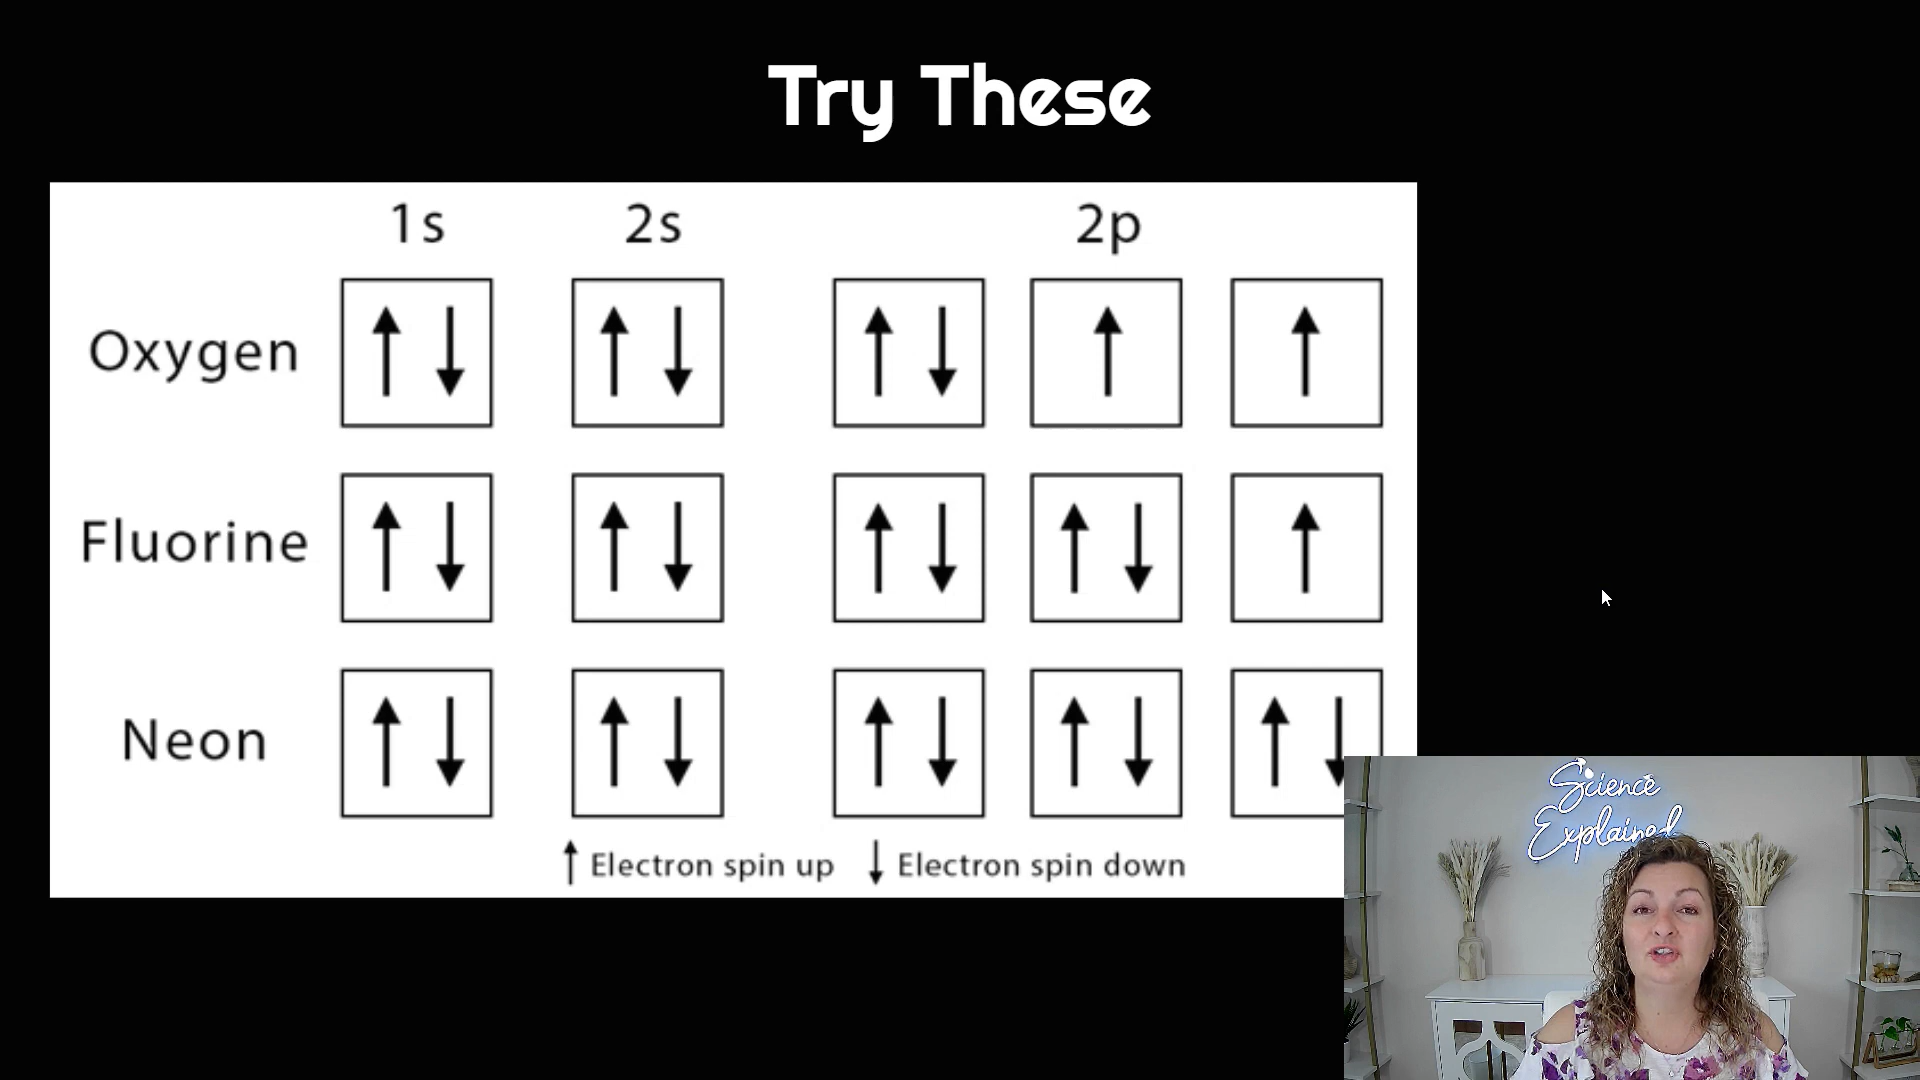 Try These
1s 2s 2p
Oxygen
Fluorine
Neon
Electron spin up Electron spin down
Science
Explained